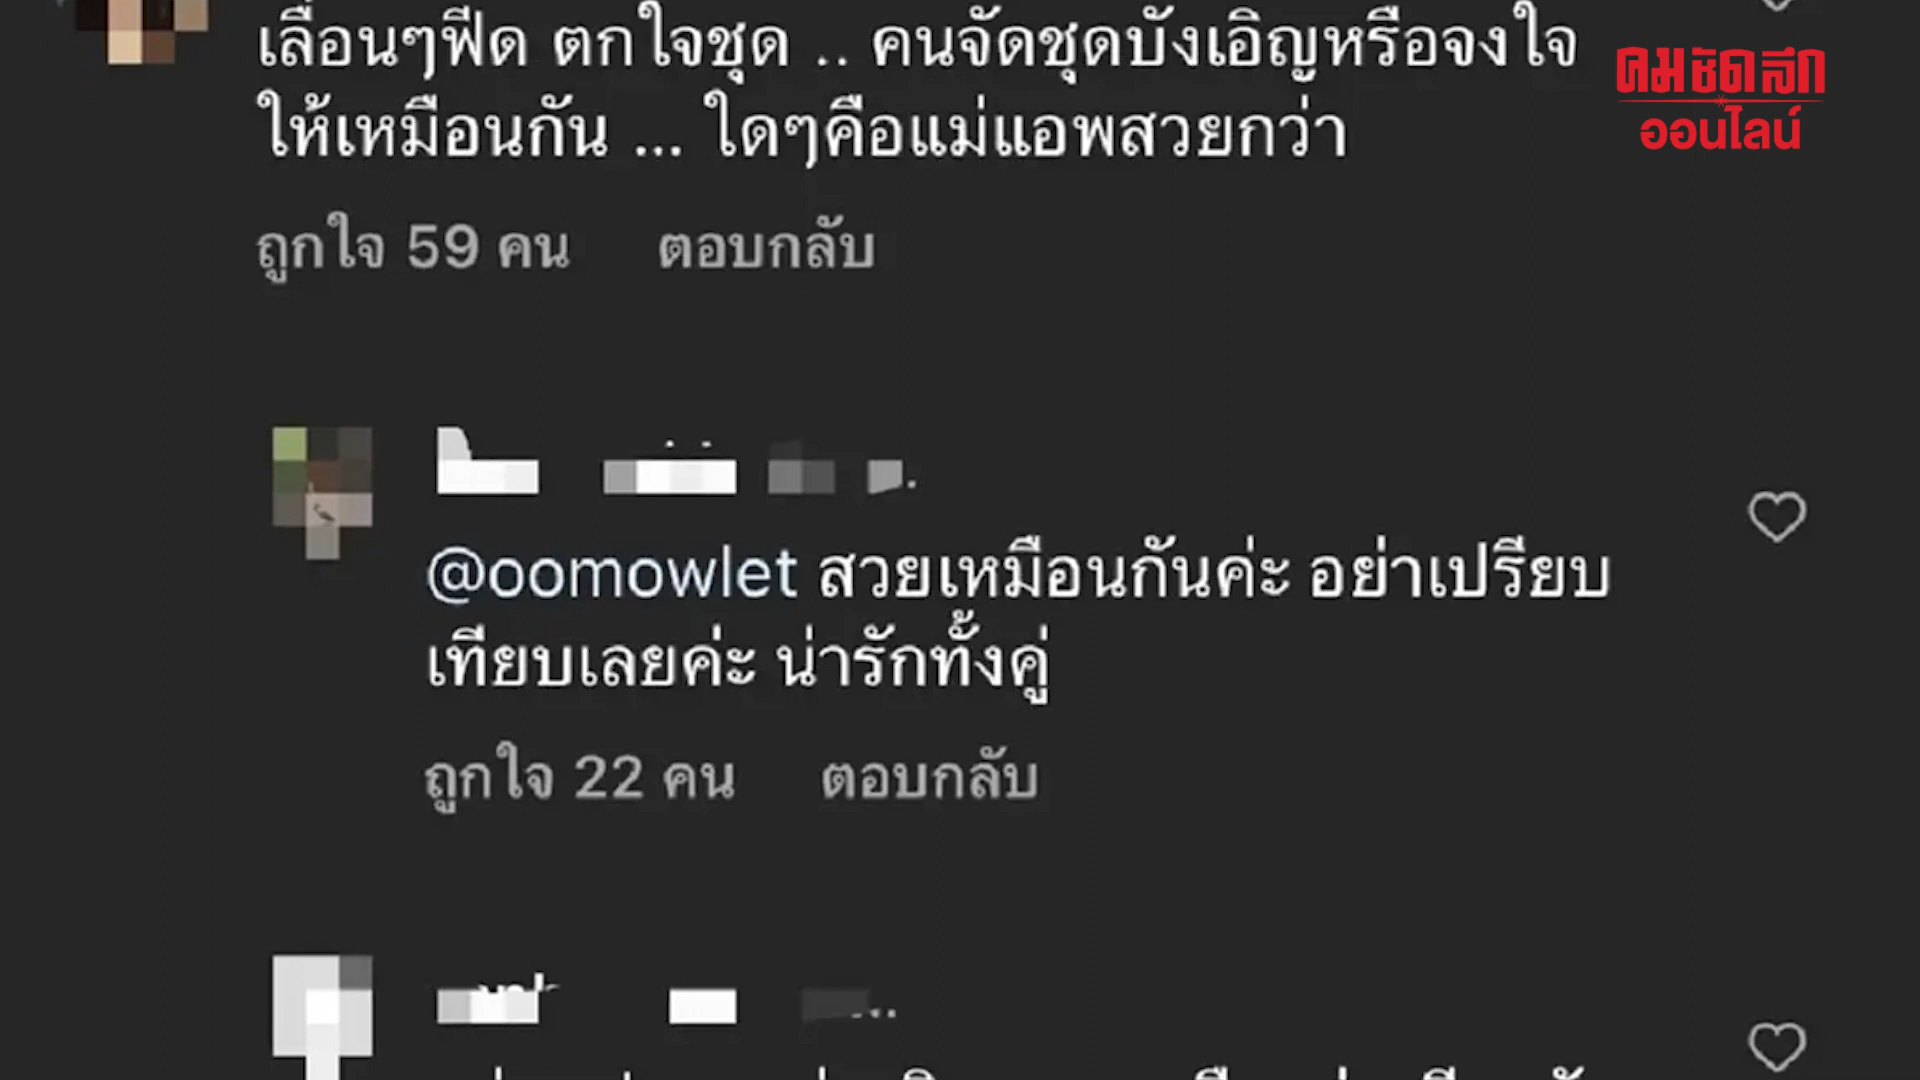 เลื่อนๆฟีด ตกใจชุด .. คนจัดชุดบังเอิญหรือจงใจ
ให้เหมือนกัน ... ใดๆคือแม่แอพสวยกว่า
คมชัดลึก
ออนไลน์
ถูกใจ 59 คน ตอบกลับ
@oomowlet สวยเหมือนกันค่ะ อย่าเปรียบ
เทียบเลยค่ะ น่ารักทั้งคู่
ถูกใจ 22 คน ตอบกลับ